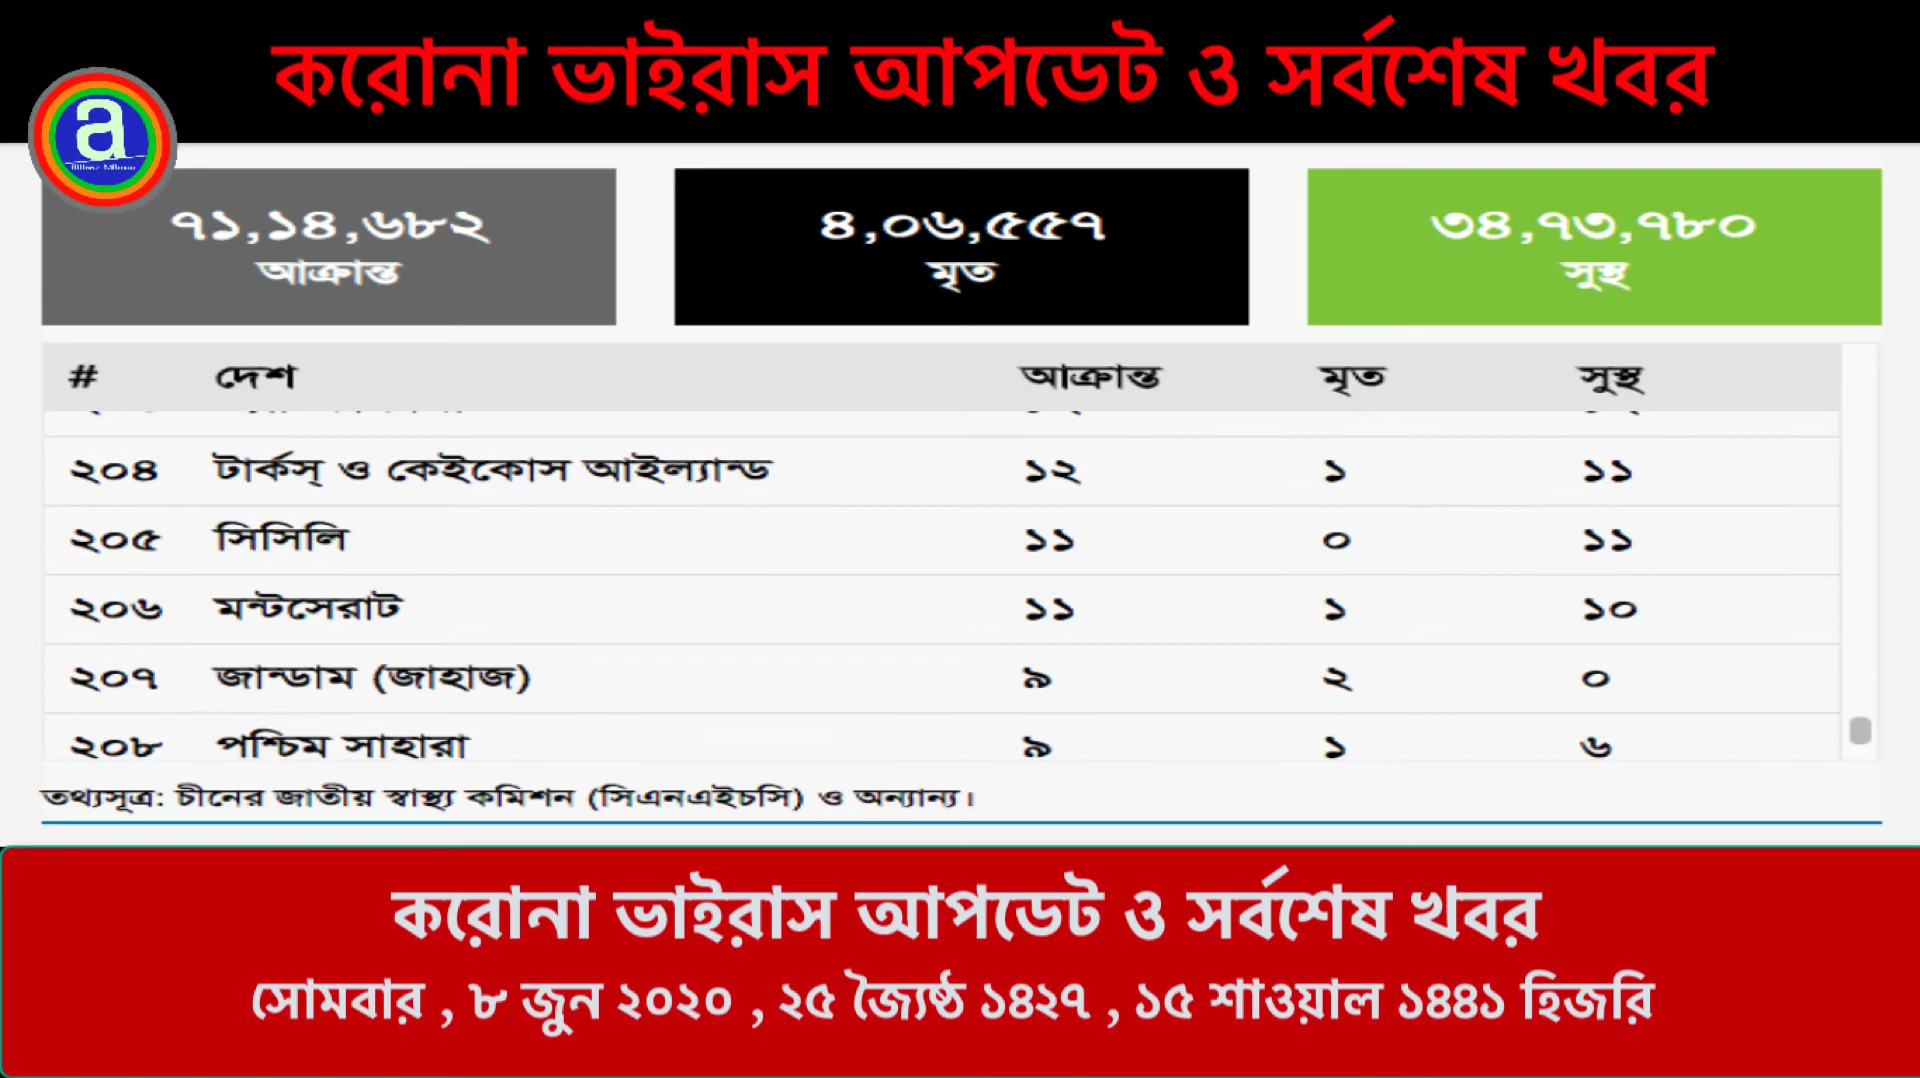 করোনা ভাইরাস আপডেট ও সর্বশেষ খবর
a
৭১,১৪,৬৮২
আক্রান্ত
৪,০৬,৫৫৭
মৃত
৩৪,৭৩,৭৮০
সুস্থ
# দেশ আক্রান্ত মৃত সুস্থ
২০৪ টার্কস্ ও কেইকোস আইল্যান্ড ১২ ১ ১১
২০৫ সিসিলি ১১ ০ ১১
২০৬ মন্টসেরাট ১১ ১ ১০
২০৭ জান্ডাম (জাহাজ) ৯ ২ ০
২০৮ পশ্চিম সাহারা ৯ ১ ৬
তথ্যসূত্র: চীনের জাতীয় স্বাস্থ্য কমিশন (সিএনএইচসি) ও অন্যান্য।
করোনা ভাইরাস আপডেট ও সর্বশেষ খবর
সোমবার , ৮ জুন ২০২০ , ২৫ জ্যৈষ্ঠ ১৪২৭ , ১৫ শাওয়াল ১৪৪১ হিজরি